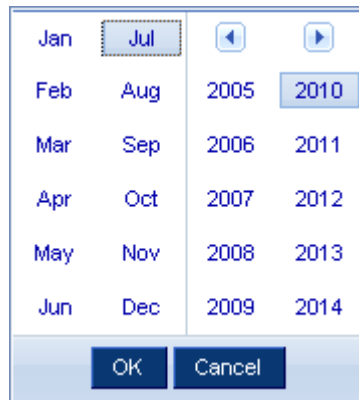 Jan Jul
Feb Aug 2005 2010
Mar Sep 2006 2011
Apr Oct 2007 2012
May Nov 2008 2013
Jun Dec 2009 2014
OK Cancel